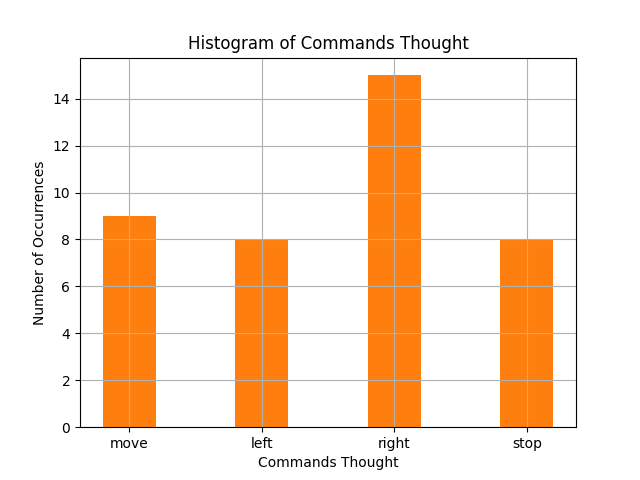 Histogram of Commands Thought
Number of Occurrences
14
12
10
8
6
4
2
0
move left right stop
Commands Thought